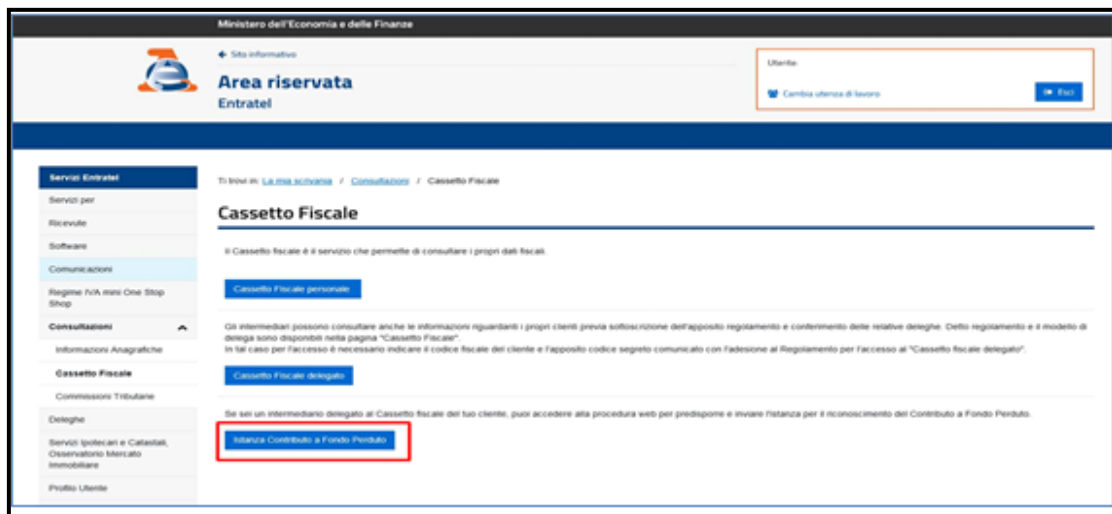 Ministero dell'Economia e delle Finanze
Sito informativo
Area riservata
Entratel
Utente:
Cambia utenza di lavoro
Esci
Servizi Entratel
Servizi per
Ricevute
Software
Comunicazioni
Regime IVA mini One Stop
Shop
Consultazioni
Informazioni Anagrafiche
Cassetto Fiscale
Commissioni Tributarie
Deleghe
Servizi Ipotecari e Catastali,
Osservatorio Mercato
Immobiliare
Profilo Utente
Ti trovi in: La mia scrivania / Consultazioni / Cassetto Fiscale
Cassetto Fiscale
Il Cassetto fiscale è il servizio che permette di consultare i propri dati fiscali.
Cassetto Fiscale personale
Gli intermediari possono consultare anche le informazioni riguardanti i propri clienti previa sottoscrizione dell'apposito regolamento e conferimento delle relative deleghe. Detto regolamento e il modello di
delega sono disponibili nella pagina "Cassetto Fiscale".
In tal caso per l'accesso è necessario indicare il codice fiscale del cliente e l'apposito codice segreto comunicato con l'adesione al Regolamento per l'accesso al "Cassetto fiscale delegato".
Cassetto Fiscale delegato
Se sei un intermediario delegato al Cassetto fiscale del tuo cliente, puoi accedere alla procedura web per predisporre e inviare l'istanza per il riconoscimento del Contributo a Fondo Perduto.
Istanza Contributo a Fondo Perduto